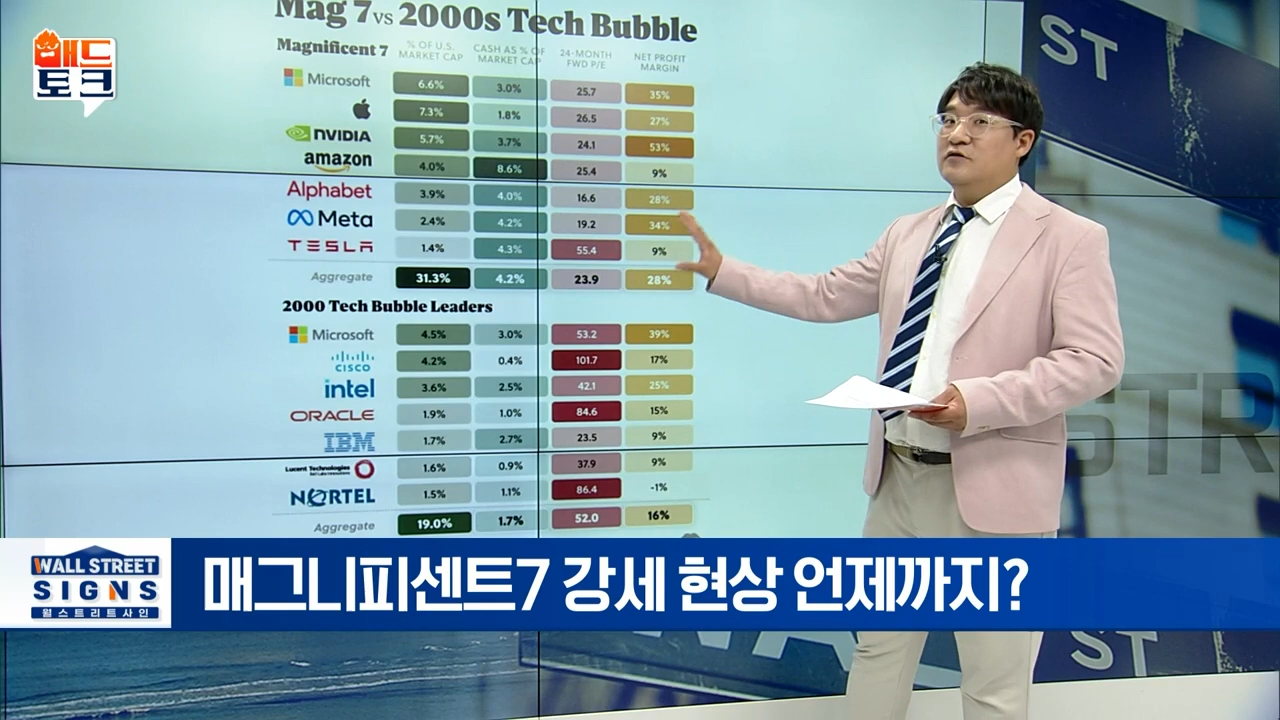 Mag 7 vs 2000s Tech Bubble
매드
토크
ST
Magnificent 7 % OF U.S. MARKET CAP CASH AS % OF MARKET CAP 24-MONTH FWD P/E NET PROFIT MARGIN
Microsoft 6.6% 3.0% 25.7 35%
7.3% 1.8% 26.5 27%
NVIDIA 5.7% 3.7% 24.1 53%
amazon 4.0% 8.6% 25.4 9%
Alphabet 3.9% 4.0% 16.6 28%
Meta 2.4% 4.2% 19.2 34%
TESLA 1.4% 4.3% 55.4 9%
Aggregate 31.3% 4.2% 23.9 28%
2000 Tech Bubble Leaders
Microsoft 4.5% 3.0% 53.2 39%
CISCO 4.2% 0.4% 101.7 17%
intel 3.6% 2.5% 42.1 25%
ORACLE 1.9% 1.0% 84.6 15%
IBM 1.7% 2.7% 23.5 9%
Lucent Technologies 1.6% 0.9% 37.9 9%
NORTEL 1.5% 1.1% 86.4 -1%
Aggregate 19.0% 1.7% 52.0 16%
STR
WALL STREET
SIGNS
월스트리트사인
매그니피센트7 강세 현상 언제까지?
ST